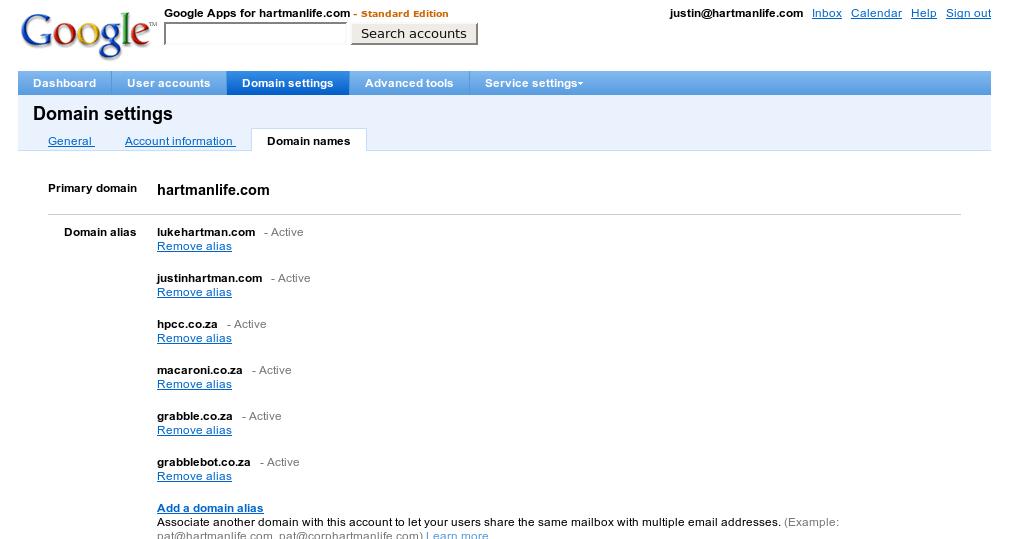 Google™
Google Apps for hartmanlife.com - Standard Edition
justin@hartmanlife.com Inbox Calendar Help Sign out
Search accounts
Dashboard User accounts Domain settings Advanced tools Service settings
Domain settings
General Account information Domain names
Primary domain hartmanlife.com
Domain alias lukehartman.com - Active
Remove alias
justinhartman.com - Active
Remove alias
hpcc.co.za - Active
Remove alias
macaroni.co.za - Active
Remove alias
grabble.co.za - Active
Remove alias
grabblebot.co.za - Active
Remove alias
Add a domain alias
Associate another domain with this account to let your users share the same mailbox with multiple email addresses. (Example:
pat@hartmanlife.com, pat@corphartmanlife.com) Learn more